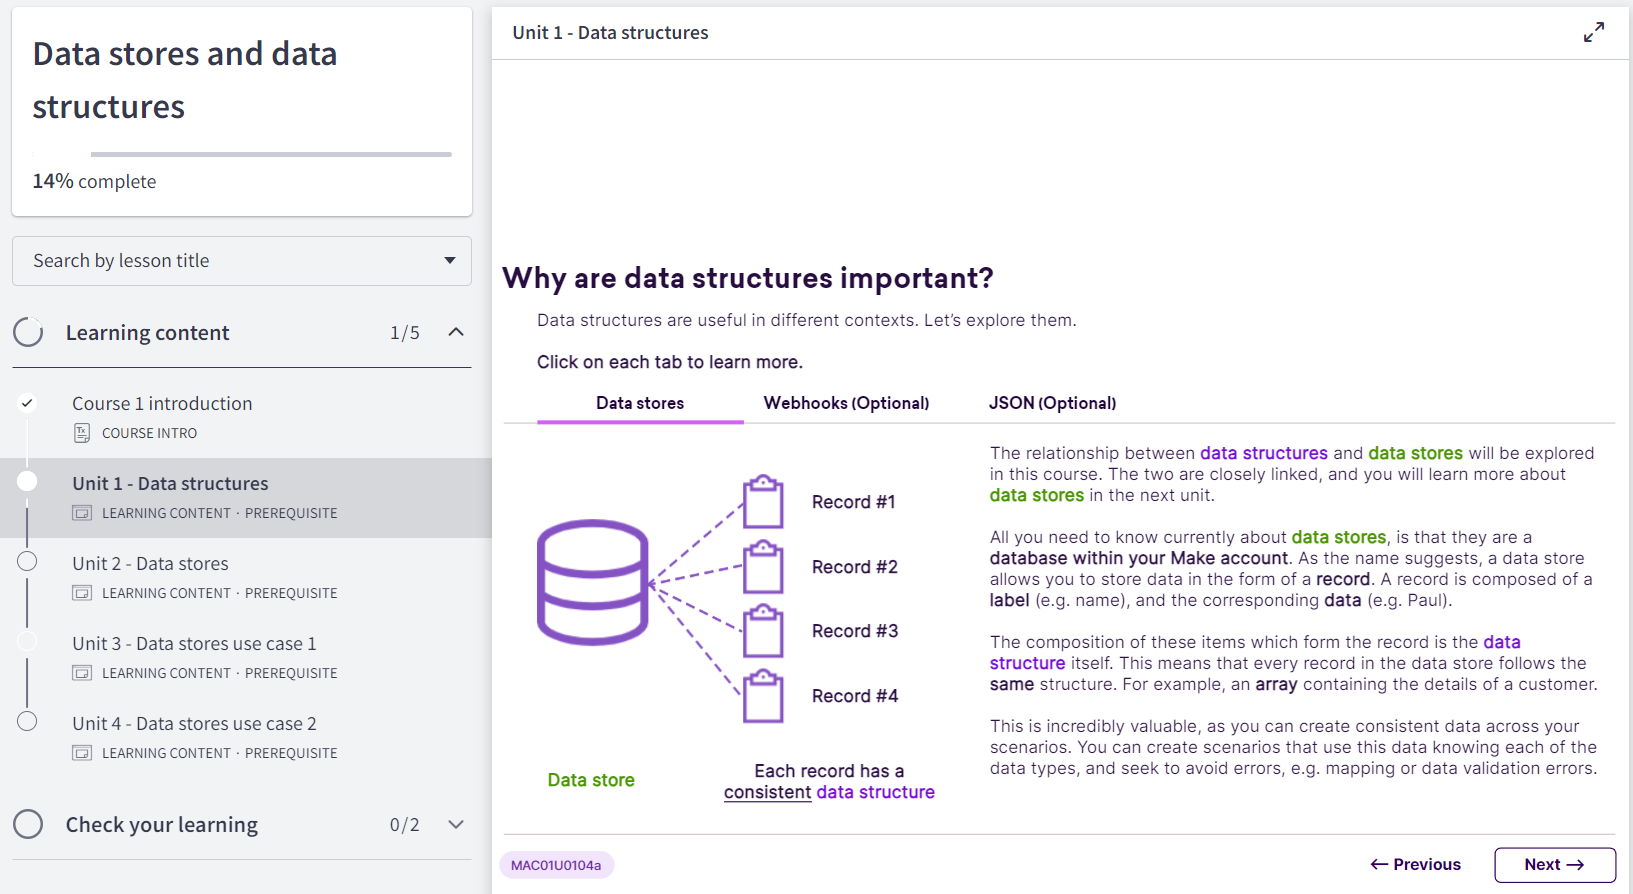 Data stores and data
structures
14% complete
Search by lesson title
Learning content 1/5
Course 1 introduction
COURSE INTRO
Unit 1 - Data structures
LEARNING CONTENT · PREREQUISITE
Unit 2 - Data stores
LEARNING CONTENT · PREREQUISITE
Unit 3 - Data stores use case 1
LEARNING CONTENT · PREREQUISITE
Unit 4 - Data stores use case 2
LEARNING CONTENT · PREREQUISITE
Check your learning 0/2
Unit 1 - Data structures
Why are data structures important?
Data structures are useful in different contexts. Let’s explore them.
Click on each tab to learn more.
Data stores Webhooks (Optional) JSON (Optional)
Record #1
Record #2
Record #3
Record #4
Data store
Each record has a
consistent data structure
The relationship between data structures and data stores will be explored
in this course. The two are closely linked, and you will learn more about
data stores in the next unit.
All you need to know currently about data stores, is that they are a
database within your Make account. As the name suggests, a data store
allows you to store data in the form of a record. A record is composed of a
label (e.g. name), and the corresponding data (e.g. Paul).
The composition of these items which form the record is the data
structure itself. This means that every record in the data store follows the
same structure. For example, an array containing the details of a customer.
This is incredibly valuable, as you can create consistent data across your
scenarios. You can create scenarios that use this data knowing each of the
data types, and seek to avoid errors, e.g. mapping or data validation errors.
MAC01U0104a
← Previous
Next →